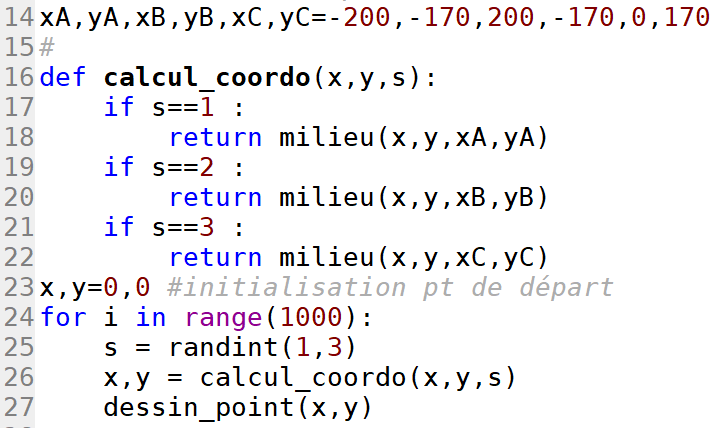 14 xA,yA,xB,yB,xC,yC=-200,-170,200,-170,0,170
15 #
16 def calcul_coordo(x,y,s):
17     if s==1 :
18         return milieu(x,y,xA,yA)
19     if s==2 :
20         return milieu(x,y,xB,yB)
21     if s==3 :
22         return milieu(x,y,xC,yC)
23 x,y=0,0 #initialisation pt de départ
24 for i in range(1000):
25     s = randint(1,3)
26     x,y = calcul_coordo(x,y,s)
27     dessin_point(x,y)